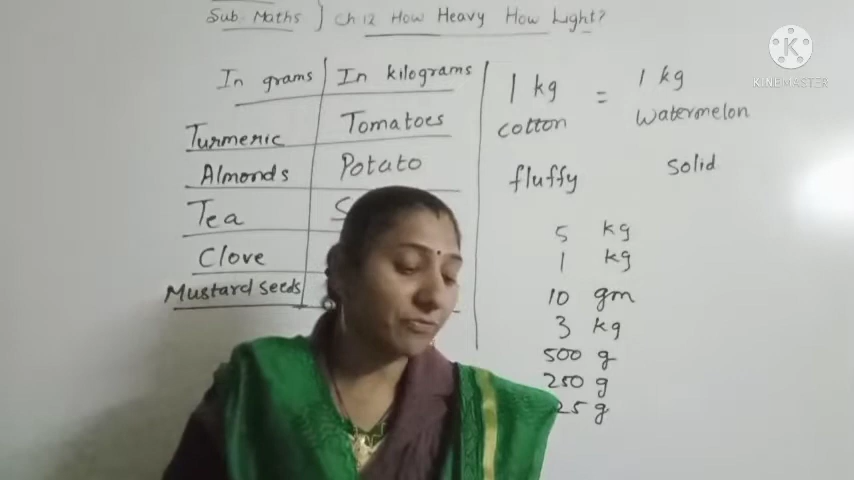 Sub Maths ) Ch 12 How Heavy How Light?
In grams In kilograms
Turmeric Tomatoes
Almonds Potato
Tea S
Clove
Mustard seeds
1 kg = 1 kg
cotton watermelon
fluffy solid
5 kg
1 kg
10 gm
3 kg
500 g
250 g
25 g
KINEMASTER